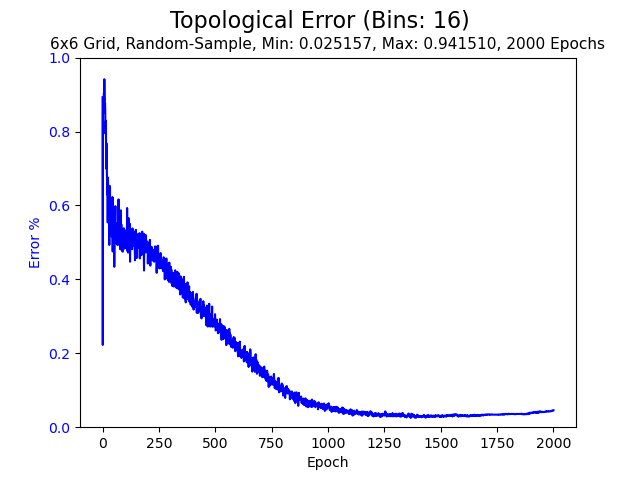 Topological Error (Bins: 16)
6x6 Grid, Random-Sample, Min: 0.025157, Max: 0.941510, 2000 Epochs
1.0
0.8
0.6
0.4
0.2
0.0
Error %
0 250 500 750 1000 1250 1500 1750 2000
Epoch